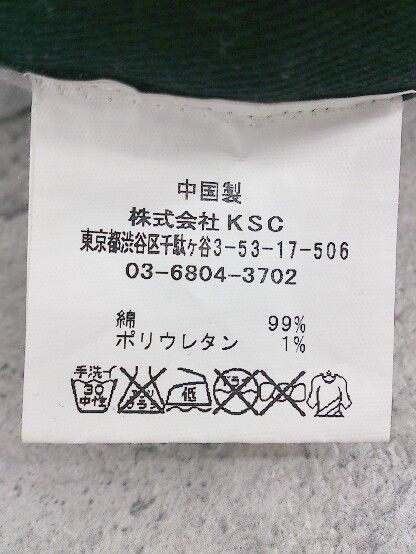 中国製
株式会社KSC
東京都渋谷区千駄ヶ谷3-53-17-506
03-6804-3702
綿 99%
ポリウレタン 1%
手洗イ
30
中性
低